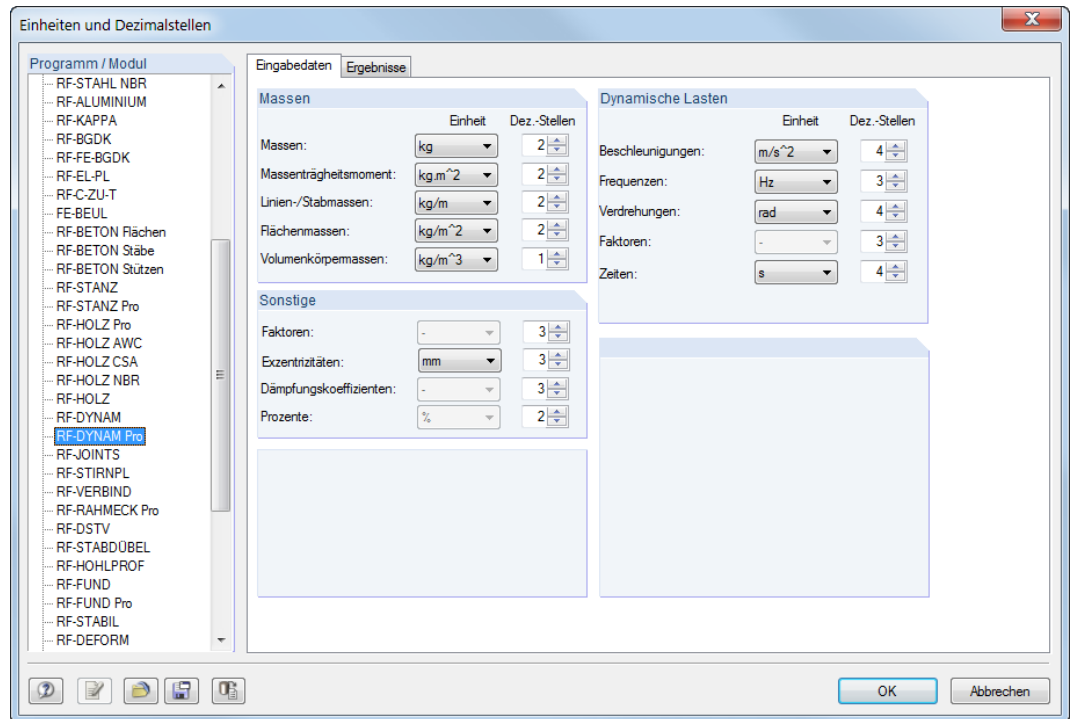 Einheiten und Dezimalstellen
Programm / Modul
RF-STAHL NBR
RF-ALUMINIUM
RF-KAPPA
RF-BGDK
RF-FE-BGDK
RF-EL-PL
RF-C-ZU-T
FE-BEUL
RF-BETON Flächen
RF-BETON Stäbe
RF-BETON Stützen
RF-STANZ
RF-STANZ Pro
RF-HOLZ Pro
RF-HOLZ AWC
RF-HOLZ CSA
RF-HOLZ NBR
RF-HOLZ
RF-DYNAM
RF-DYNAM Pro
RF-JOINTS
RF-STIRNPL
RF-VERBIND
RF-RAHMECK Pro
RF-DSTV
RF-STABDÜBEL
RF-HOHLPROF
RF-FUND
RF-FUND Pro
RF-STABIL
RF-DEFORM
Eingabedaten Ergebnisse
Massen
Einheit Dez.-Stellen
Massen: kg 2
Massenträgheitsmoment: kg.m^2 2
Linien-/Stabmassen: kg/m 2
Flächenmassen: kg/m^2 2
Volumenkörpermassen: kg/m^3 1
Sonstige
Faktoren: - 3
Exzentrizitäten: mm 3
Dämpfungskoeffizienten: - 3
Prozente: % 2
Dynamische Lasten
Einheit Dez.-Stellen
Beschleunigungen: m/s^2 4
Frequenzen: Hz 3
Verdrehungen: rad 4
Faktoren: - 3
Zeiten: s 4
OK Abbrechen